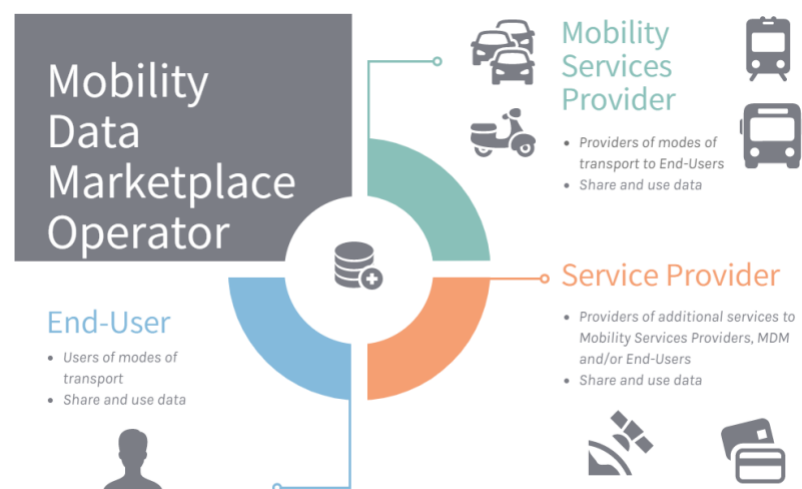 Mobility
Data
Marketplace
Operator
Mobility
Services
Provider
• Providers of modes of
transport to End-Users
• Share and use data
Service Provider
• Providers of additional services to
Mobility Services Providers, MDM
and/or End-Users
• Share and use data
End-User
• Users of modes of
transport
• Share and use data